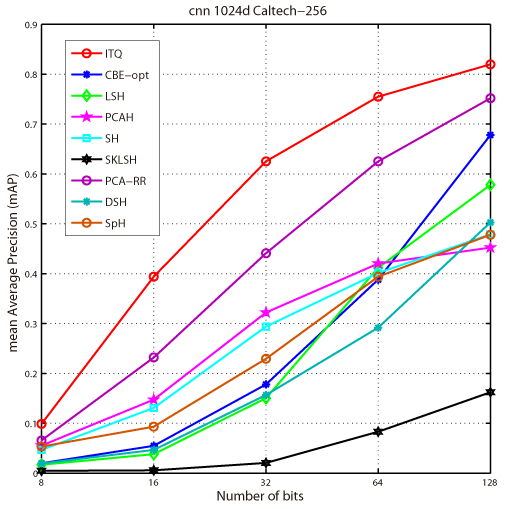 cnn 1024d Caltech−256
0.9
0.8
0.7
0.6
0.5
0.4
0.3
0.2
0.1
0
mean Average Precision (mAP)
ITQ
CBE−opt
LSH
PCAH
SH
SKLSH
PCA−RR
DSH
SpH
8 16 32 64 128
Number of bits